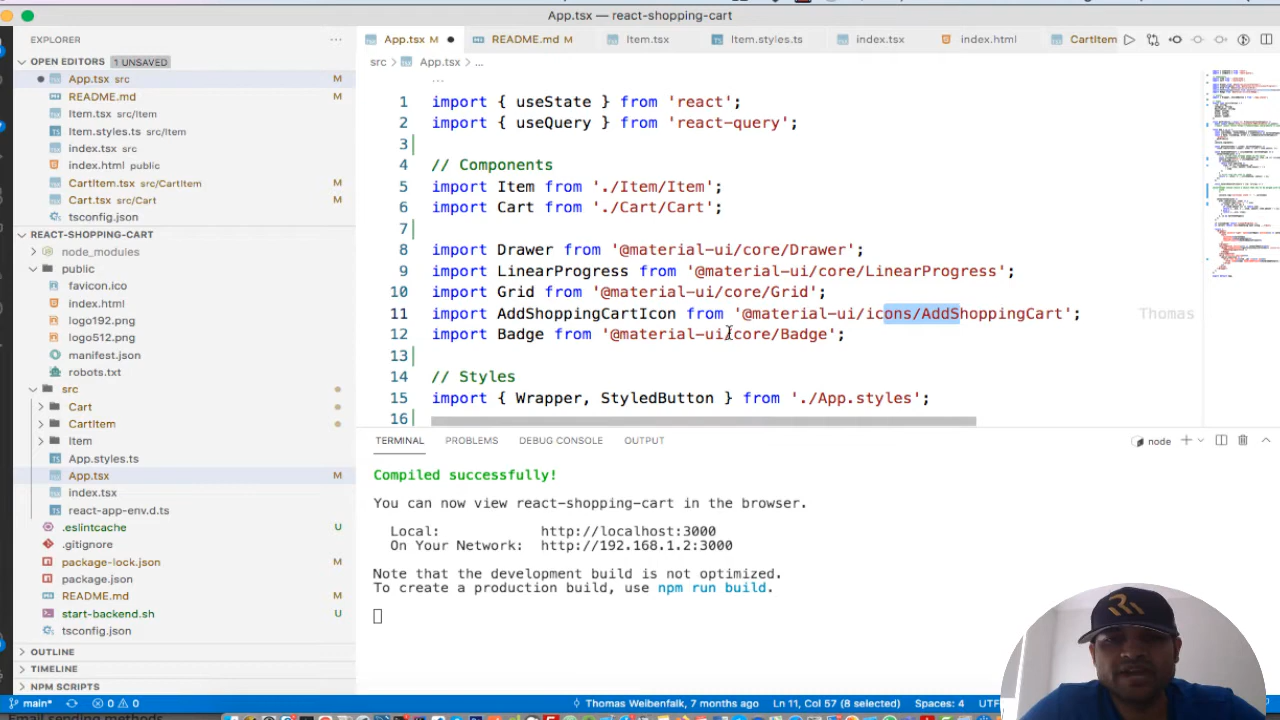 App.tsx — react-shopping-cart
EXPLORER
···
OPEN EDITORS 1 UNSAVED
App.tsx src M
README.md M
Item.tsx src/Item
Item.styles.ts src/Item
index.tsx src
index.html public
CartItem.tsx src/CartItem
Cart.tsx src/Cart
tsconfig.json
REACT-SHOPPING-CART
node_modules
public
favicon.ico
index.html
logo192.png
logo512.png
manifest.json
robots.txt
src
Cart
CartItem
Item
App.styles.ts
App.tsx M
index.tsx
react-app-env.d.ts
.eslintcache U
.gitignore
package-lock.json M
package.json
README.md M
start-backend.sh U
tsconfig.json
OUTLINE
TIMELINE
NPM SCRIPTS
App.tsx M
README.md M
Item.tsx
Item.styles.ts
index.tsx
index.html
CartItem
src > App.tsx > ...
1 import { useState } from 'react';
2 import { useQuery } from 'react-query';
3
4 // Components
5 import Item from './Item/Item';
6 import Cart from './Cart/Cart';
7
8 import Drawer from '@material-ui/core/Drawer';
9 import LinearProgress from '@material-ui/core/LinearProgress';
10 import Grid from '@material-ui/core/Grid';
11 import AddShoppingCartIcon from '@material-ui/icons/AddShoppingCart'; Thomas
12 import Badge from '@material-ui/core/Badge';
13
14 // Styles
15 import { Wrapper, StyledButton } from './App.styles';
16
TERMINAL PROBLEMS DEBUG CONSOLE OUTPUT
node
Compiled successfully!
You can now view react-shopping-cart in the browser.
Local: http://localhost:3000
On Your Network: http://192.168.1.2:3000
Note that the development build is not optimized.
To create a production build, use npm run build.
main* 0 0 Thomas Weibenfalk, 7 months ago Ln 11, Col 57 (8 selected) Spaces: 4 UTF